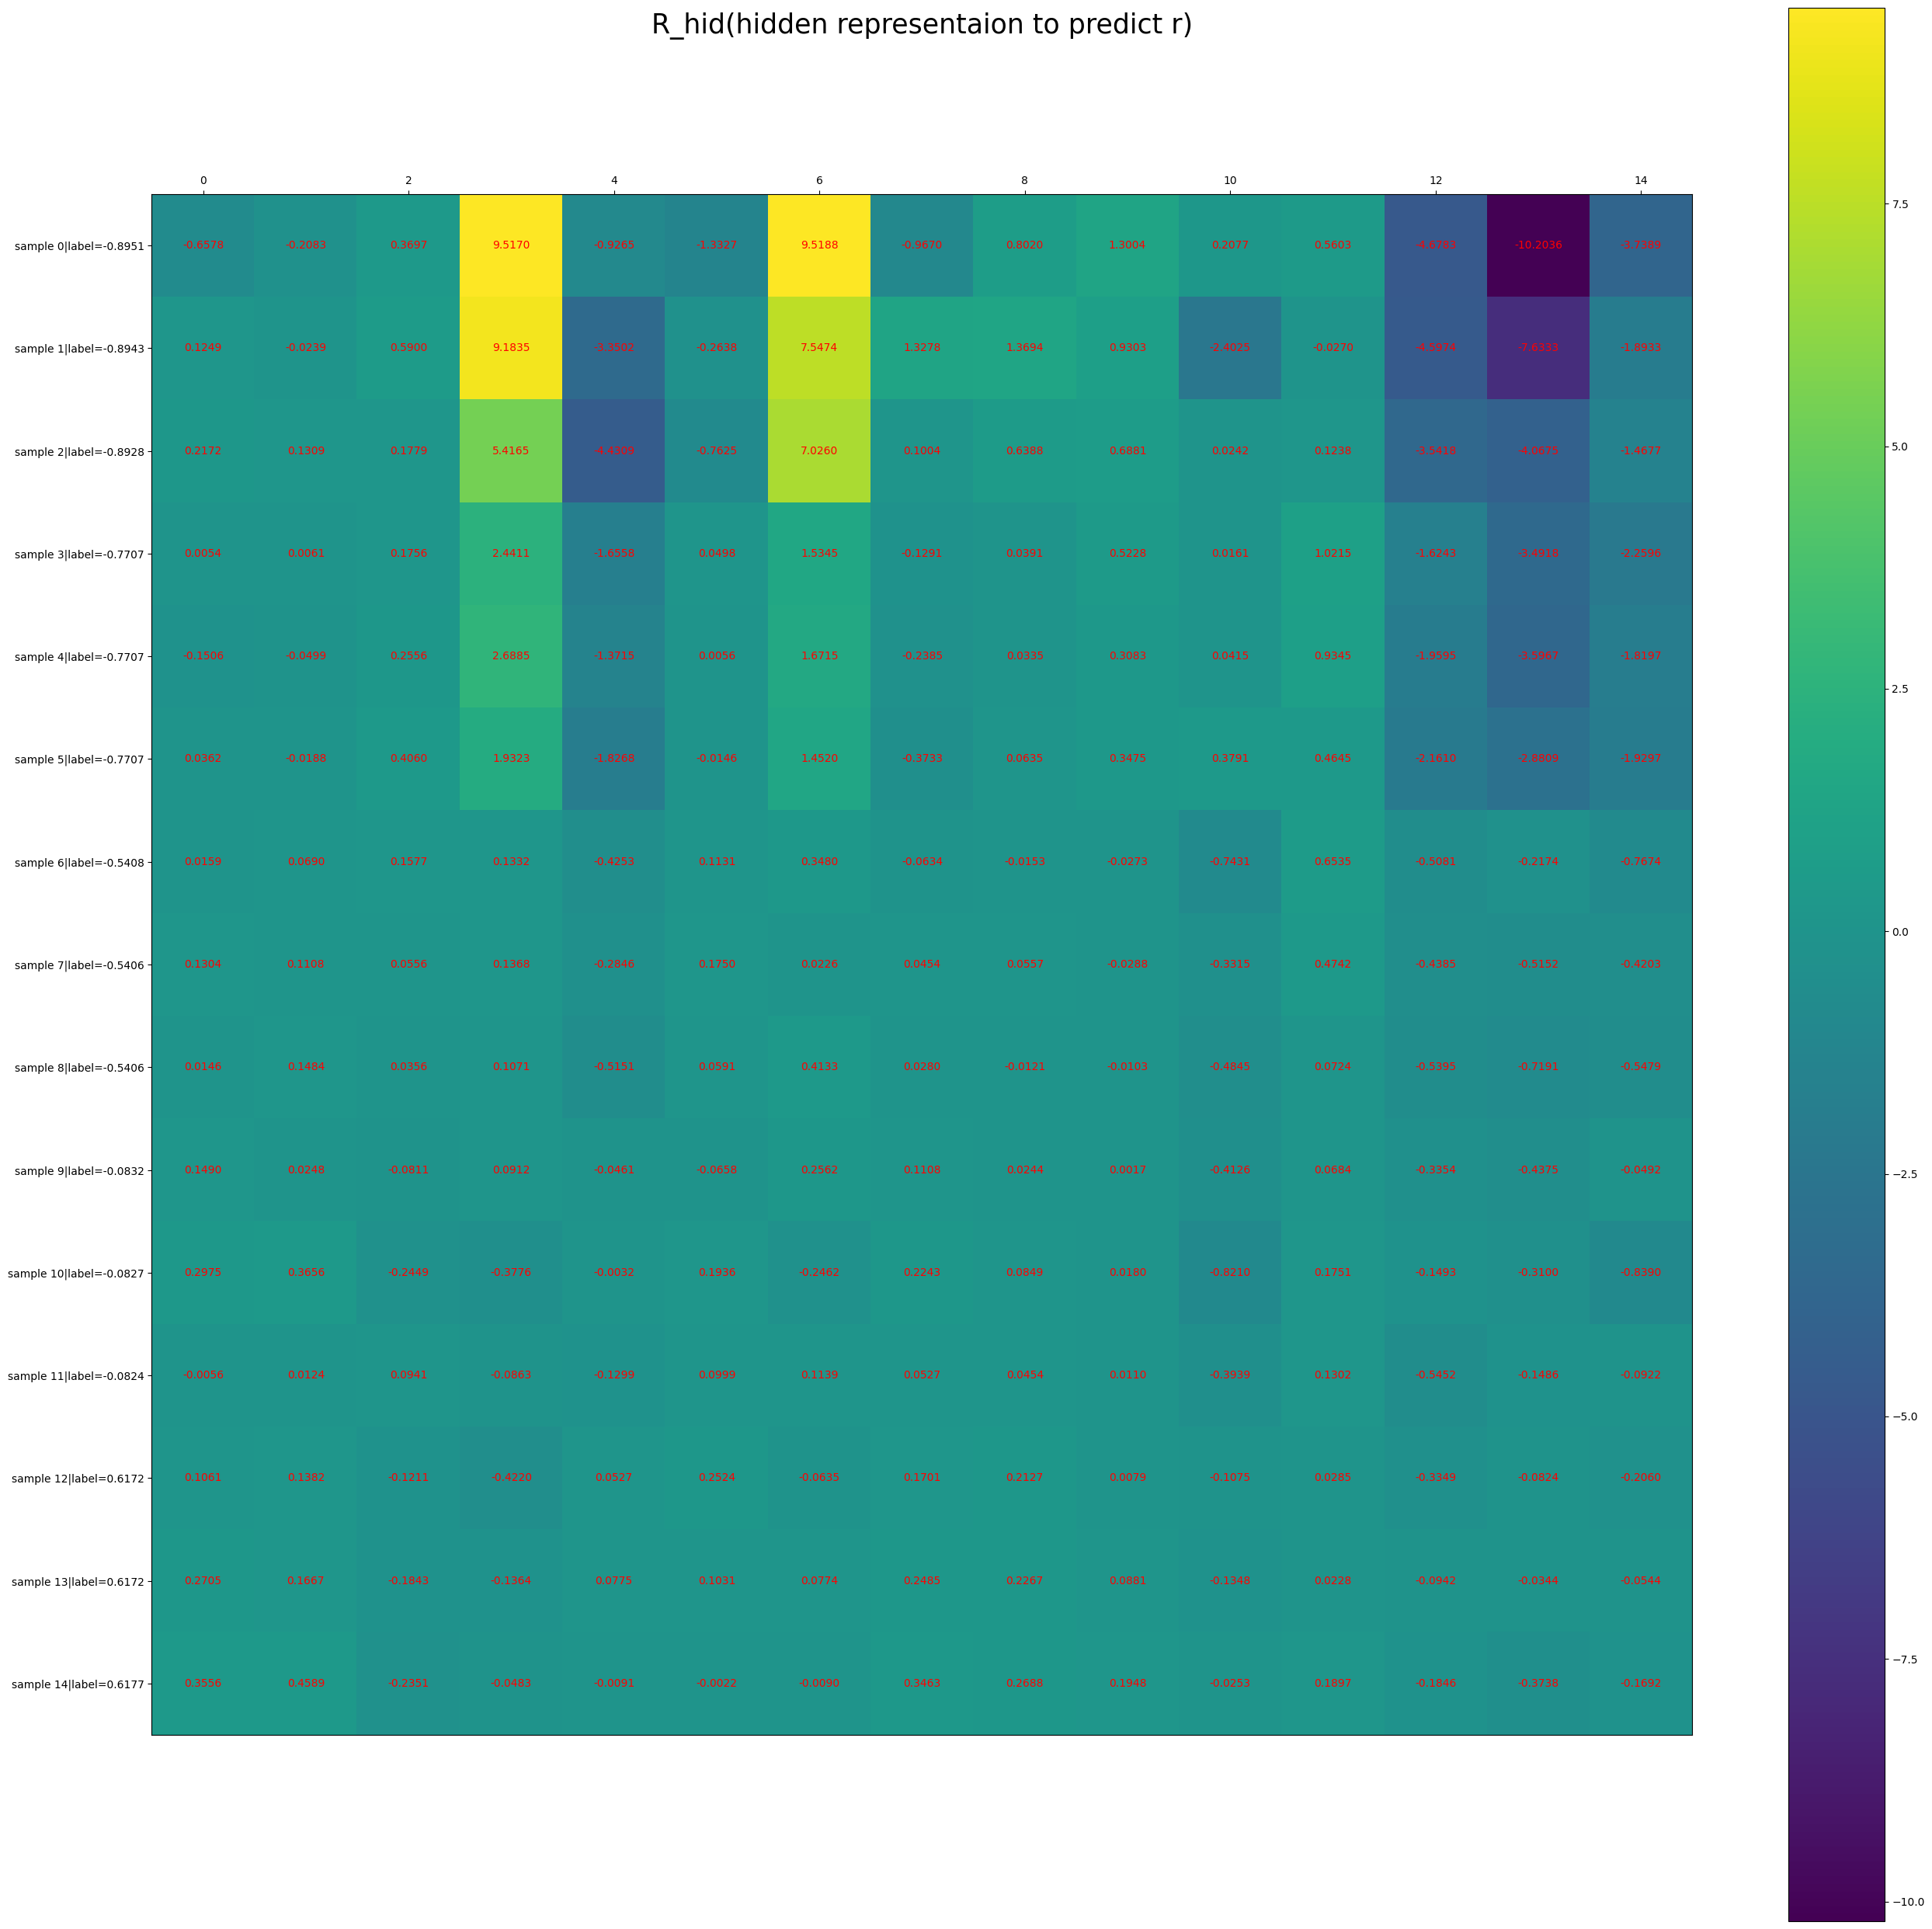 R_hid(hidden representaion to predict r)
0 2 4 6 8 10 12 14
sample 0|label=-0.8951 -0.6578 -0.2083 0.3697 9.5170 -0.9265 -1.3327 9.5188 -0.9670 0.8020 1.3004 0.2077 0.5603 -10.2036 -3.7389
sample 1|label=-0.8943 0.1249 -0.0239 0.5900 9.1835 -3.3502 -0.2638 7.5474 1.3278 1.3694 0.9303 -2.4025 -0.0270 -4.5974 -7.6353 -1.8933
sample 2|label=-0.8928 0.2172 0.1309 0.1779 5.4165 -0.7625 7.0260 0.1004 0.6388 0.6881 0.0242 0.1238 -3.5418 -4.0675 -1.4677
sample 3|label=-0.7707 0.0054 0.0061 0.1756 2.4411 -1.6558 0.0498 1.5345 -0.1291 0.0391 0.5228 0.0161 1.0215 -1.6243 -3.4918 -2.2596
sample 4|label=-0.7707 -0.1506 -0.0499 0.2556 2.6885 -1.3715 0.0056 1.6715 -0.2385 0.0335 0.3083 0.0415 0.9345 -1.9595 -3.5967 -1.8197
sample 5|label=-0.7707 0.0362 -0.0188 0.4060 1.9323 -1.8268 -0.0146 1.4520 -0.3733 0.0635 0.3475 0.3791 0.4645 -2.1610 -2.8809 -1.9297
sample 6|label=-0.5408 0.0159 0.0690 0.1577 0.1332 -0.4253 0.1131 0.3480 -0.0634 -0.0153 -0.0273 -0.7431 0.6535 -0.5081 -0.2174 -0.7674
sample 7|label=-0.5406 0.1304 0.1108 0.0556 0.1368 -0.2846 0.1750 0.0226 0.0454 0.0557 -0.0288 -0.3315 0.4742 -0.4385 -0.5152 -0.4203
sample 8|label=-0.5406 0.0146 0.1484 0.0356 0.1071 -0.5151 0.0591 0.4133 0.0280 -0.0121 -0.0103 -0.4845 0.0724 -0.5395 -0.7191 -0.5479
sample 9|label=-0.0832 0.1490 0.0248 -0.0811 0.0912 -0.0461 -0.0658 0.2562 0.1108 0.0244 0.0017 -0.4126 0.0684 -0.3354 -0.4375 -0.0492
sample 10|label=-0.0827 0.2975 0.3656 -0.2449 -0.3776 -0.0032 0.1936 -0.2462 0.2243 0.0849 0.0180 -0.8210 0.1751 -0.1493 -0.3100 -0.8390
sample 11|label=-0.0824 -0.0056 0.0124 0.0941 -0.0863 -0.1299 0.0999 0.1139 0.0527 0.0454 0.0110 -0.3939 0.1302 -0.5452 -0.1486 -0.0922
sample 12|label=0.6172 0.1061 0.1382 -0.1211 -0.4220 0.0527 0.2524 -0.0635 0.1701 0.2127 0.0079 -0.1075 0.0285 -0.3349 -0.0824 -0.2060
sample 13|label=0.6172 0.2705 0.1667 -0.1843 -0.1364 0.0775 0.1031 0.0774 0.2485 0.2267 0.0881 -0.1348 0.0228 -0.0942 -0.0344 -0.0544
sample 14|label=0.6177 0.3556 0.4589 -0.2351 -0.0483 -0.0091 -0.0022 -0.0090 0.3463 0.2688 0.1948 -0.0253 0.1897 -0.1846 -0.3738 -0.1692
7.5
5.0
2.5
0.0
−2.5
−5.0
−7.5
−10.0